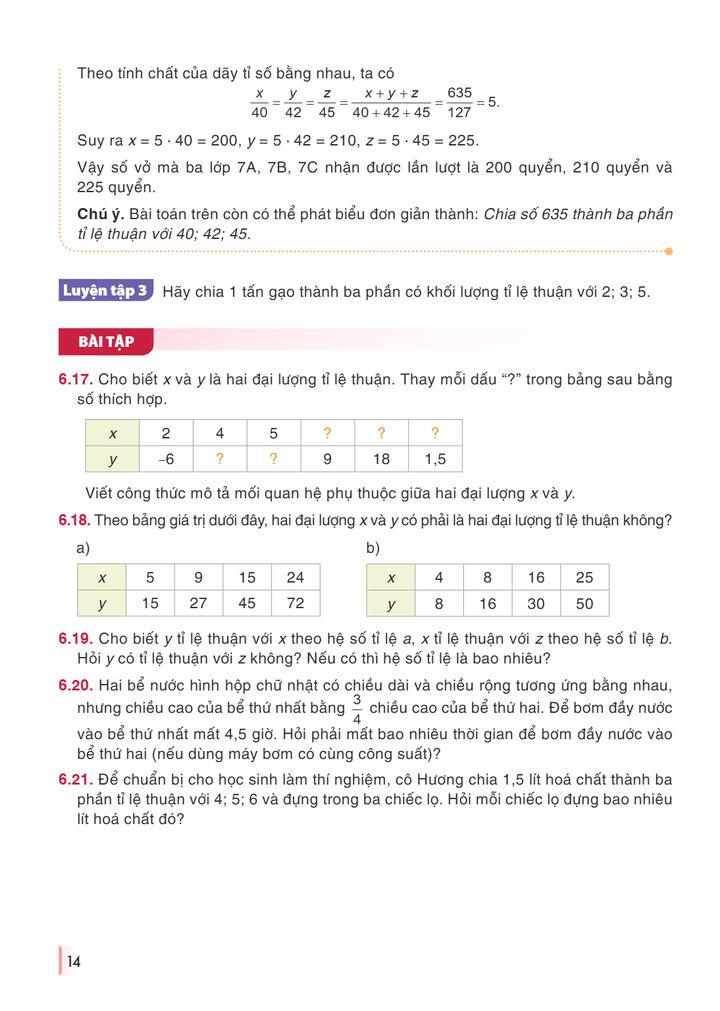 Theo tính chất của dãy tỉ số bằng nhau, ta có
x/40 = y/42 = z/45 = (x + y + z)/(40 + 42 + 45) = 635/127 = 5.
Suy ra x = 5 · 40 = 200, y = 5 · 42 = 210, z = 5 · 45 = 225.
Vậy số vở mà ba lớp 7A, 7B, 7C nhận được lần lượt là 200 quyển, 210 quyển và
225 quyển.
Chú ý. Bài toán trên còn có thể phát biểu đơn giản thành: Chia số 635 thành ba phần
tỉ lệ thuận với 40; 42; 45.
Luyện tập 3 Hãy chia 1 tấn gạo thành ba phần có khối lượng tỉ lệ thuận với 2; 3; 5.
BÀI TẬP
6.17. Cho biết x và y là hai đại lượng tỉ lệ thuận. Thay mỗi dấu “?” trong bảng sau bằng
số thích hợp.
x 2 4 5 ? ? ?
y –6 ? ? 9 18 1,5
Viết công thức mô tả mối quan hệ phụ thuộc giữa hai đại lượng x và y.
6.18. Theo bảng giá trị dưới đây, hai đại lượng x và y có phải là hai đại lượng tỉ lệ thuận không?
a)
x 5 9 15 24
y 15 27 45 72
b)
x 4 8 16 25
y 8 16 30 50
6.19. Cho biết y tỉ lệ thuận với x theo hệ số tỉ lệ a, x tỉ lệ thuận với z theo hệ số tỉ lệ b.
Hỏi y có tỉ lệ thuận với z không? Nếu có thì hệ số tỉ lệ là bao nhiêu?
6.20. Hai bể nước hình hộp chữ nhật có chiều dài và chiều rộng tương ứng bằng nhau,
nhưng chiều cao của bể thứ nhất bằng 3/4 chiều cao của bể thứ hai. Để bơm đầy nước
vào bể thứ nhất mất 4,5 giờ. Hỏi phải mất bao nhiêu thời gian để bơm đầy nước vào
bể thứ hai (nếu dùng máy bơm có cùng công suất)?
6.21. Để chuẩn bị cho học sinh làm thí nghiệm, cô Hương chia 1,5 lít hoá chất thành ba
phần tỉ lệ thuận với 4; 5; 6 và đựng trong ba chiếc lọ. Hỏi mỗi chiếc lọ đựng bao nhiêu
lít hoá chất đó?
14